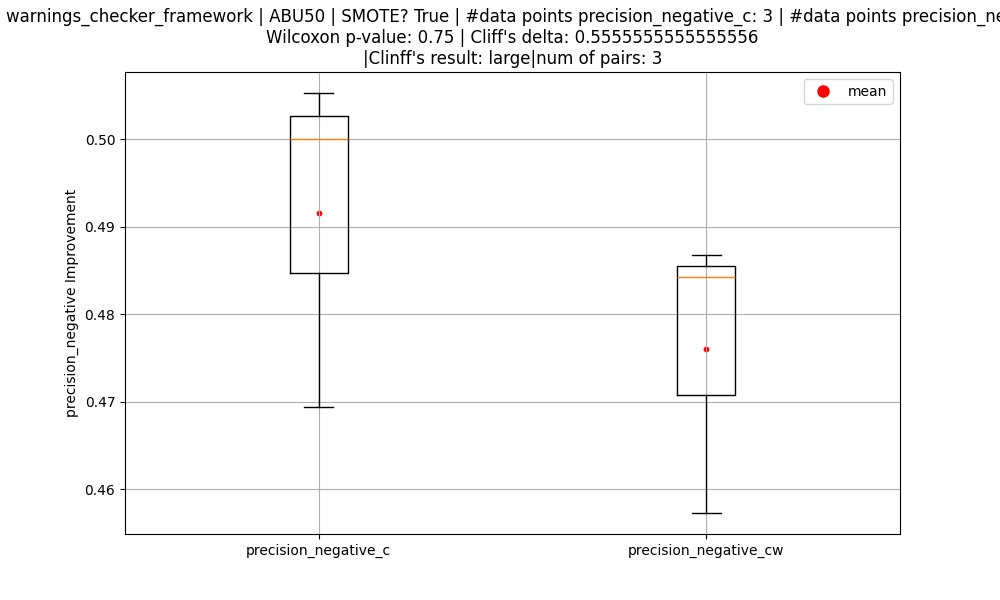 warnings_checker_framework | ABU50 | SMOTE? True | #data points precision_negative_c: 3 | #data points
Wilcoxon p-value: 0.75 | Cliff's delta: 0.5555555555555556
|Clinff's result: large|num of pairs: 3
mean
0.50
0.49
0.48
0.47
0.46
precision_negative Improvement
precision_negative_c
precision_negative_cw